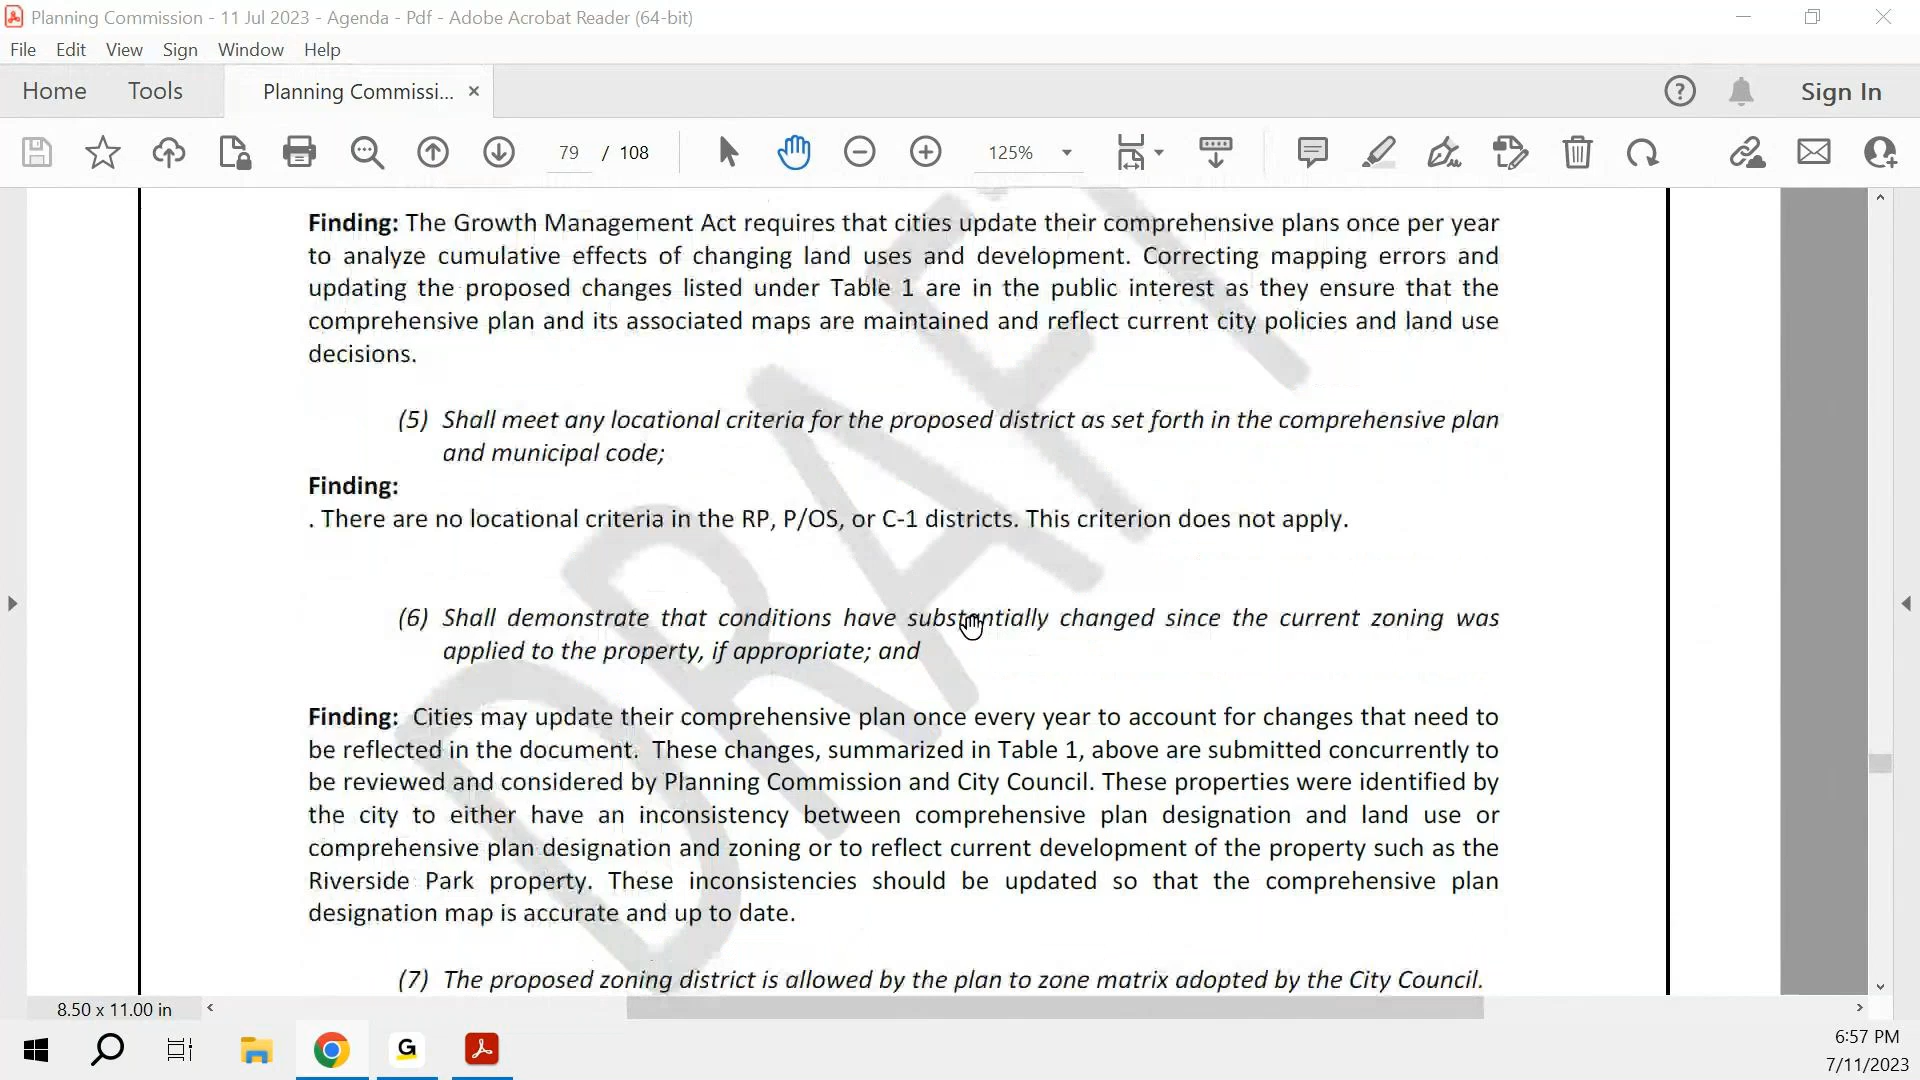 Planning Commission - 11 Jul 2023 - Agenda - Pdf - Adobe Acrobat Reader (64-bit)
File Edit View Sign Window Help
Home Tools Planning Commissi... × Sign In
79 / 108 125%
Finding: The Growth Management Act requires that cities update their comprehensive plans once per year
to analyze cumulative effects of changing land uses and development. Correcting mapping errors and
updating the proposed changes listed under Table 1 are in the public interest as they ensure that the
comprehensive plan and its associated maps are maintained and reflect current city policies and land use
decisions.
(5) Shall meet any locational criteria for the proposed district as set forth in the comprehensive plan
and municipal code;
Finding:
. There are no locational criteria in the RP, P/OS, or C-1 districts. This criterion does not apply.
(6) Shall demonstrate that conditions have substantially changed since the current zoning was
applied to the property, if appropriate; and
Finding: Cities may update their comprehensive plan once every year to account for changes that need to
be reflected in the document. These changes, summarized in Table 1, above are submitted concurrently to
be reviewed and considered by Planning Commission and City Council. These properties were identified by
the city to either have an inconsistency between comprehensive plan designation and land use or
comprehensive plan designation and zoning or to reflect current development of the property such as the
Riverside Park property. These inconsistencies should be updated so that the comprehensive plan
designation map is accurate and up to date.
(7) The proposed zoning district is allowed by the plan to zone matrix adopted by the City Council.
DRAFT
8.50 x 11.00 in
G
6:57 PM
7/11/2023